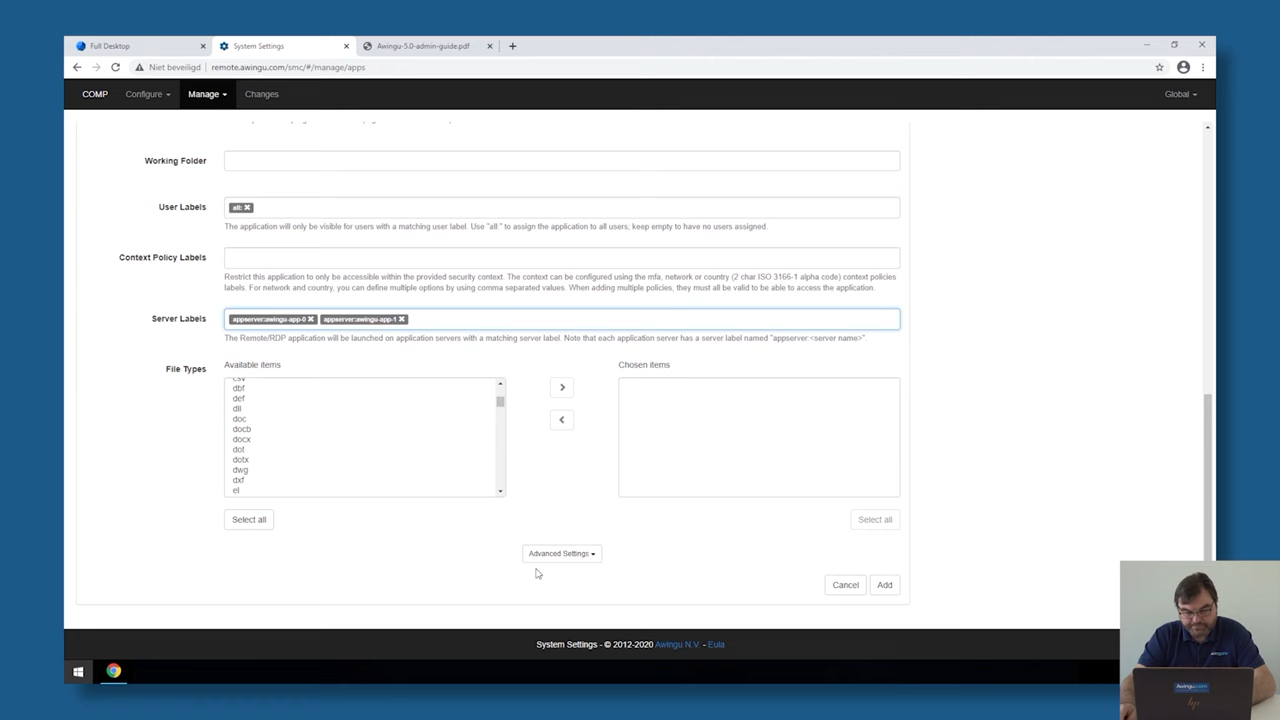 Full Desktop
System Settings
Awingu-5.0-admin-guide.pdf
Niet beveiligd
remote.awingu.com/smc/#/manage/apps
COMP
Configure
Manage
Changes
Global
Working Folder
User Labels
all:
The application will only be visible for users with a matching user label. Use "all:" to assign the application to all users, keep empty to have no users assigned.
Context Policy Labels
Restrict this application to only be accessible within the provided security context. The context can be configured using the mfa, network or country (2 char ISO 3166-1 alpha code) context policies
labels. For network and country, you can define multiple options by using comma separated values. When adding multiple policies, they must all be valid to be able to access the application.
Server Labels
appserver:awingu-app-0
appserver:awingu-app-1
The Remote/RDP application will be launched on application servers with a matching server label. Note that each application server has a server label named "appserver:<server name>".
File Types
Available items
Chosen items
csv
dbf
def
dll
doc
docb
docx
dot
dotx
dwg
dxf
el
Select all
Select all
Advanced Settings
Cancel
Add
System Settings - © 2012-2020 Awingu N.V. - Eula
Awingu.com